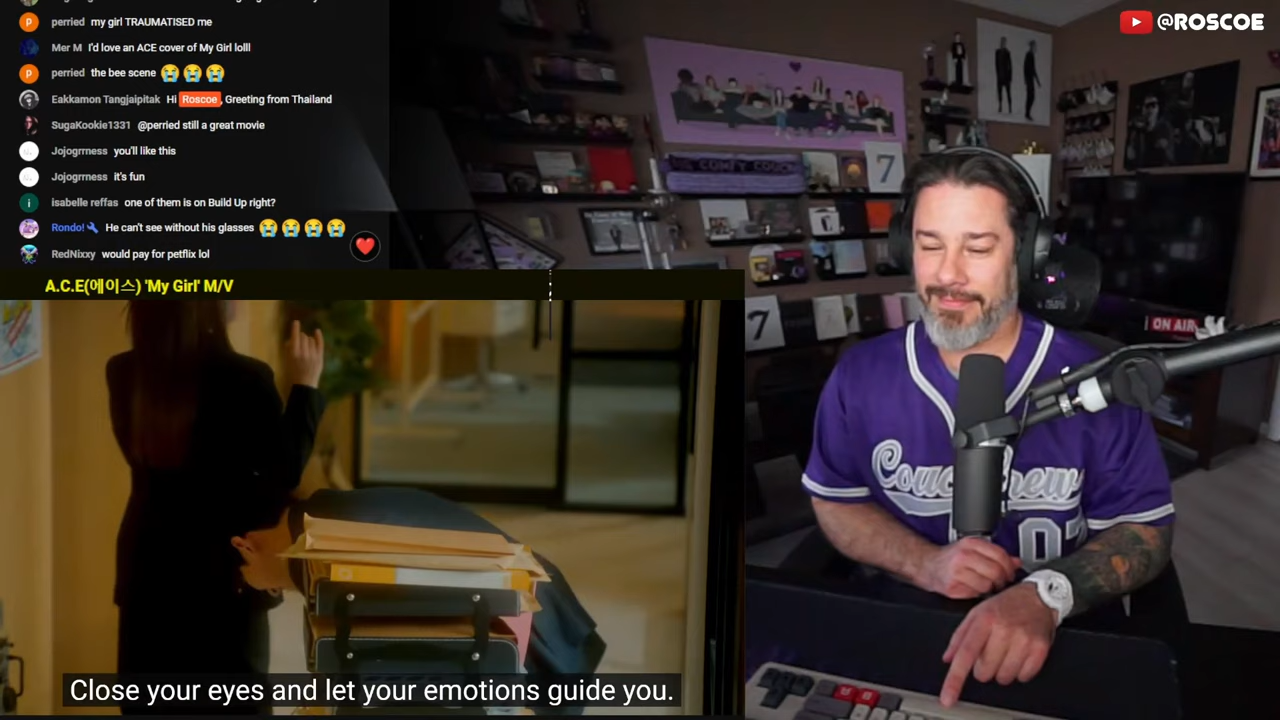 @ROSCOE
perried my girl TRAUMATISED me
Mer M I'd love an ACE cover of My Girl lolll
perried the bee scene 😭😭😭
Eakkamon Tangjaipitak Hi Roscoe, Greeting from Thailand
SugaKookie1331 @perried still a great movie
Jojogrrness you'll like this
Jojogrrness it's fun
isabelle reffas one of them is on Build Up right?
Rondo! He can't see without his glasses 😭😭😭😭
RedNixxy would pay for petflix lol
A.C.E(에이스) 'My Girl' M/V
7
7
ON AIR
Couch Crew
07
Close your eyes and let your emotions guide you.